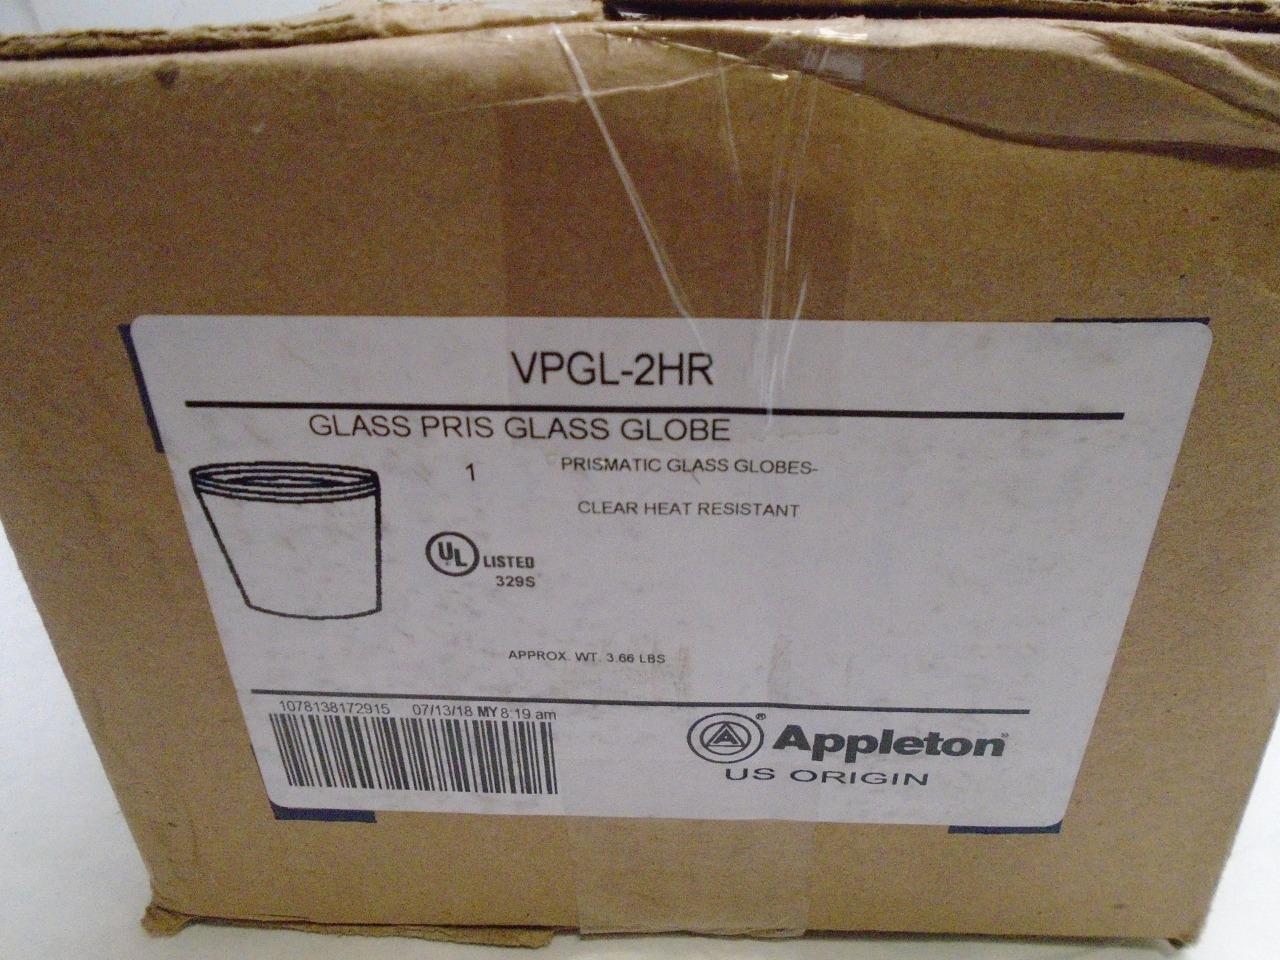 VPGL-2HR
GLASS PRIS GLASS GLOBE
1 PRISMATIC GLASS GLOBES-
CLEAR HEAT RESISTANT
UL LISTED
329S
APPROX. WT. 3.66 LBS
1078138172915 07/13/18 MY 8:19 am
A® Appleton
US ORIGIN